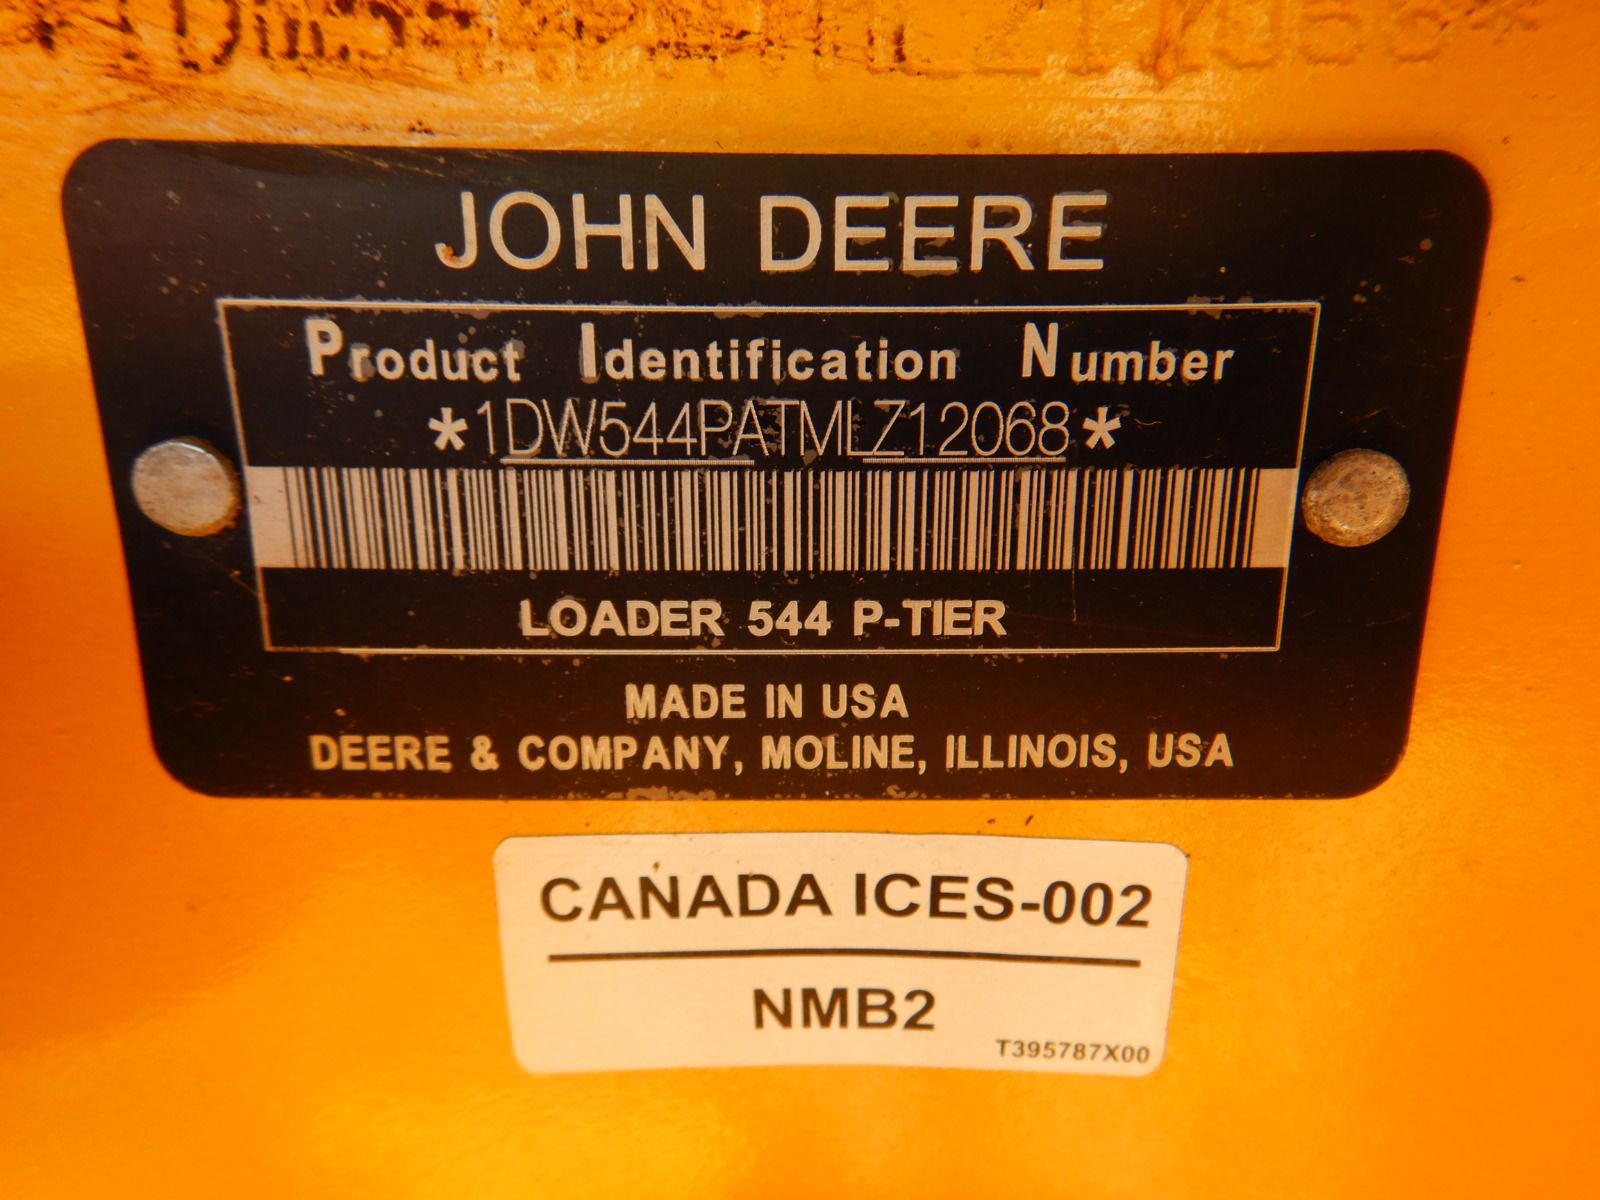 JOHN DEERE
Product Identification Number
*1DW544PATMLZ12068*
LOADER 544 P-TIER
MADE IN USA
DEERE & COMPANY, MOLINE, ILLINOIS, USA
CANADA ICES-002
NMB2
T395787X00